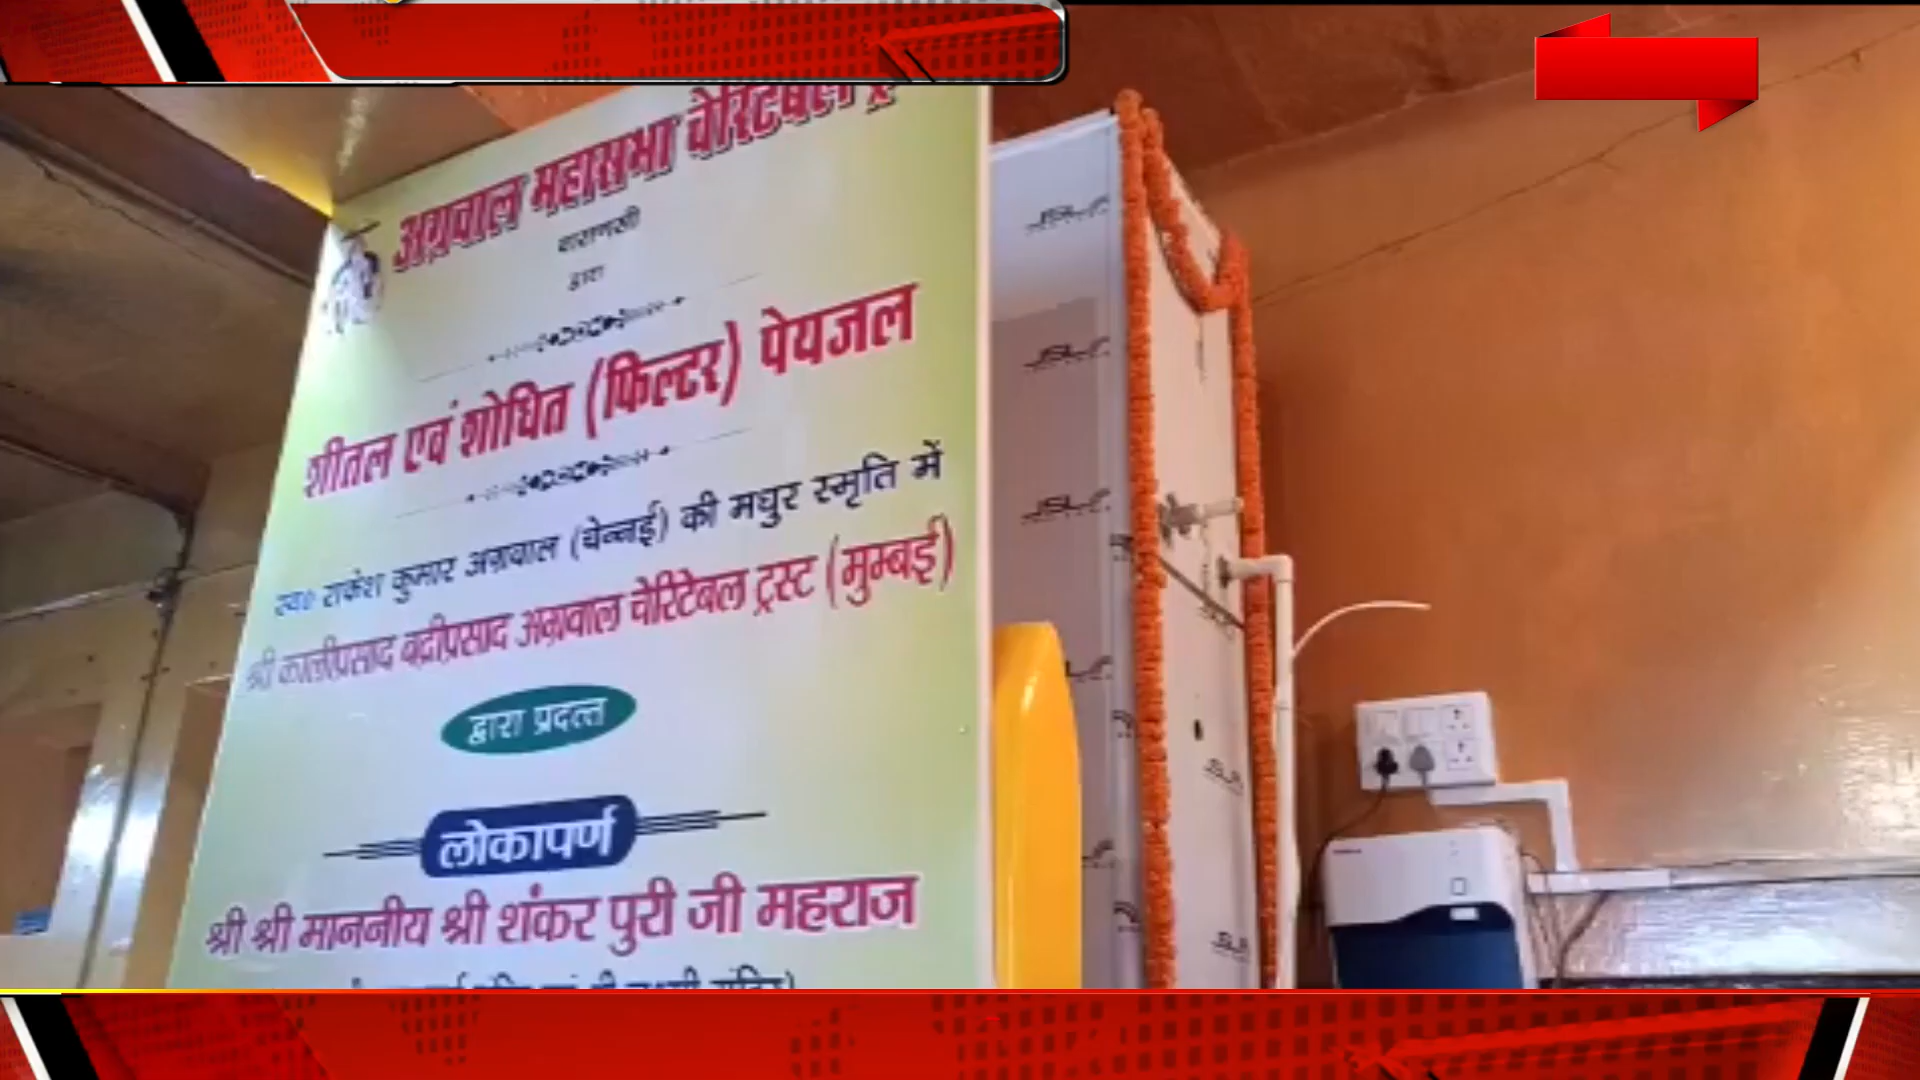 अग्रवाल महासभा चेरिटेबल
वाराणसी
द्वारा
शीतल एवं शोधित (फिल्टर) पेयजल
स्व० राकेश कुमार अग्रवाल (चेन्नई) की मधुर स्मृति में
श्री कालीप्रसाद बद्रीप्रसाद अग्रवाल चेरिटेबल ट्रस्ट (मुम्बई)
द्वारा प्रदत्त
लोकापर्ण
श्री श्री माननीय श्री शंकर पुरी जी महराज